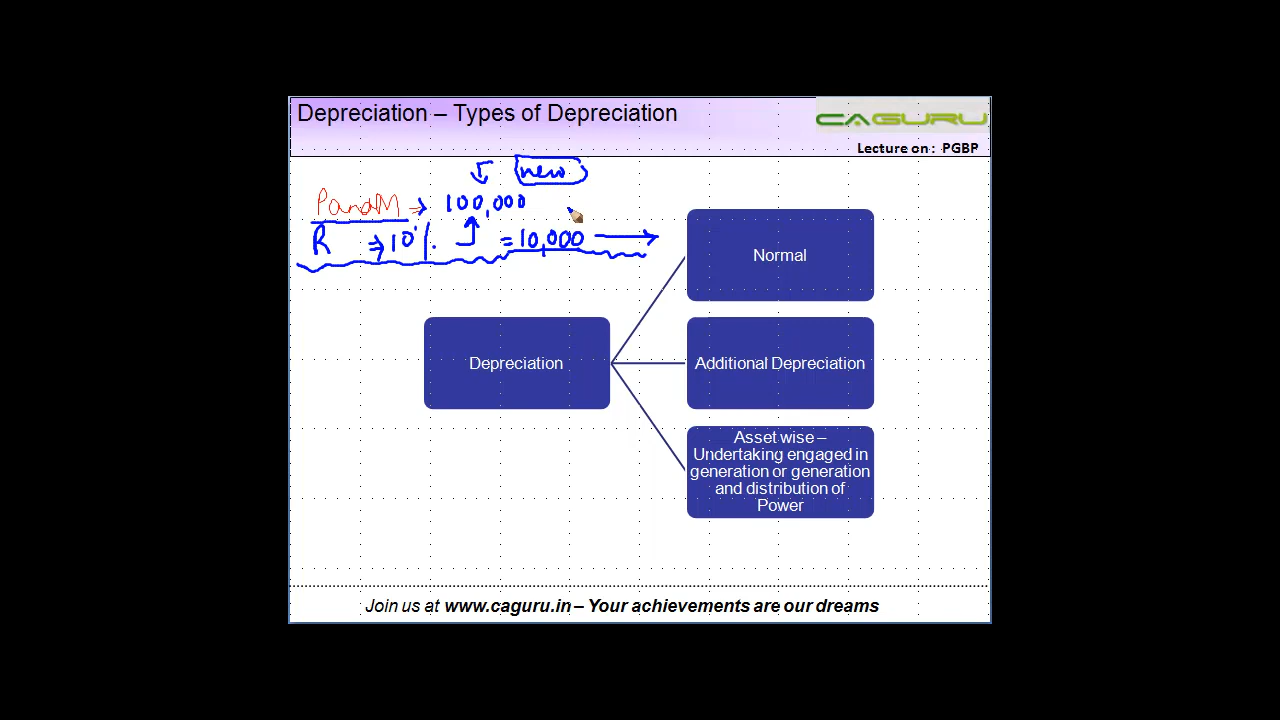 Depreciation – Types of Depreciation
CAGURU
Lecture on : PGBP
new
PandM → 100,000
R ⇒ 10% = 10,000 →
Normal
Depreciation
Additional Depreciation
Asset wise –
Undertaking engaged in
generation or generation
and distribution of
Power
Join us at www.caguru.in – Your achievements are our dreams